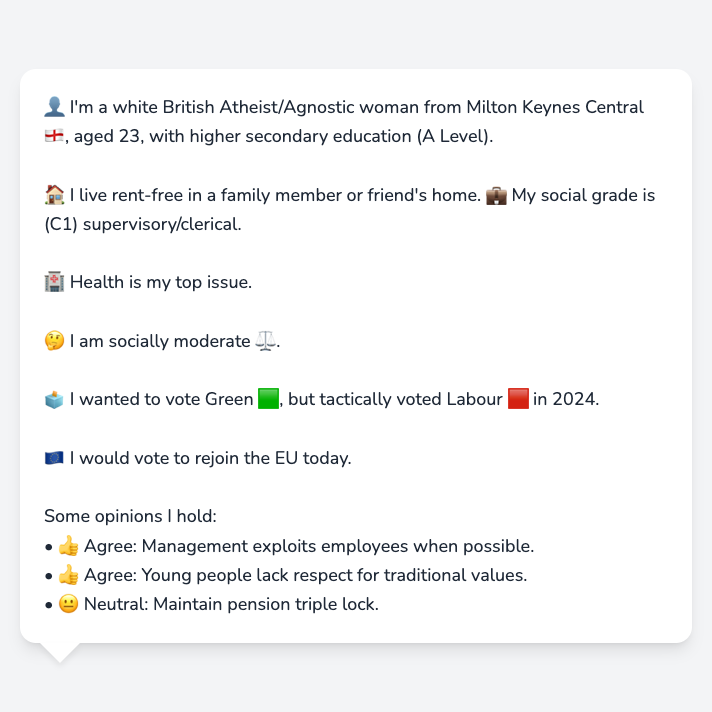 👤 I'm a white British Atheist/Agnostic woman from Milton Keynes Central
🏴󠁧󠁢󠁥󠁮󠁧󠁿, aged 23, with higher secondary education (A Level).
🏠 I live rent-free in a family member or friend's home. 💼 My social grade is
(C1) supervisory/clerical.
🏥 Health is my top issue.
🤔 I am socially moderate ⚖️.
🗳️ I wanted to vote Green 🟩, but tactically voted Labour 🟥 in 2024.
🇪🇺 I would vote to rejoin the EU today.
Some opinions I hold:
• 👍 Agree: Management exploits employees when possible.
• 👍 Agree: Young people lack respect for traditional values.
• 😐 Neutral: Maintain pension triple lock.